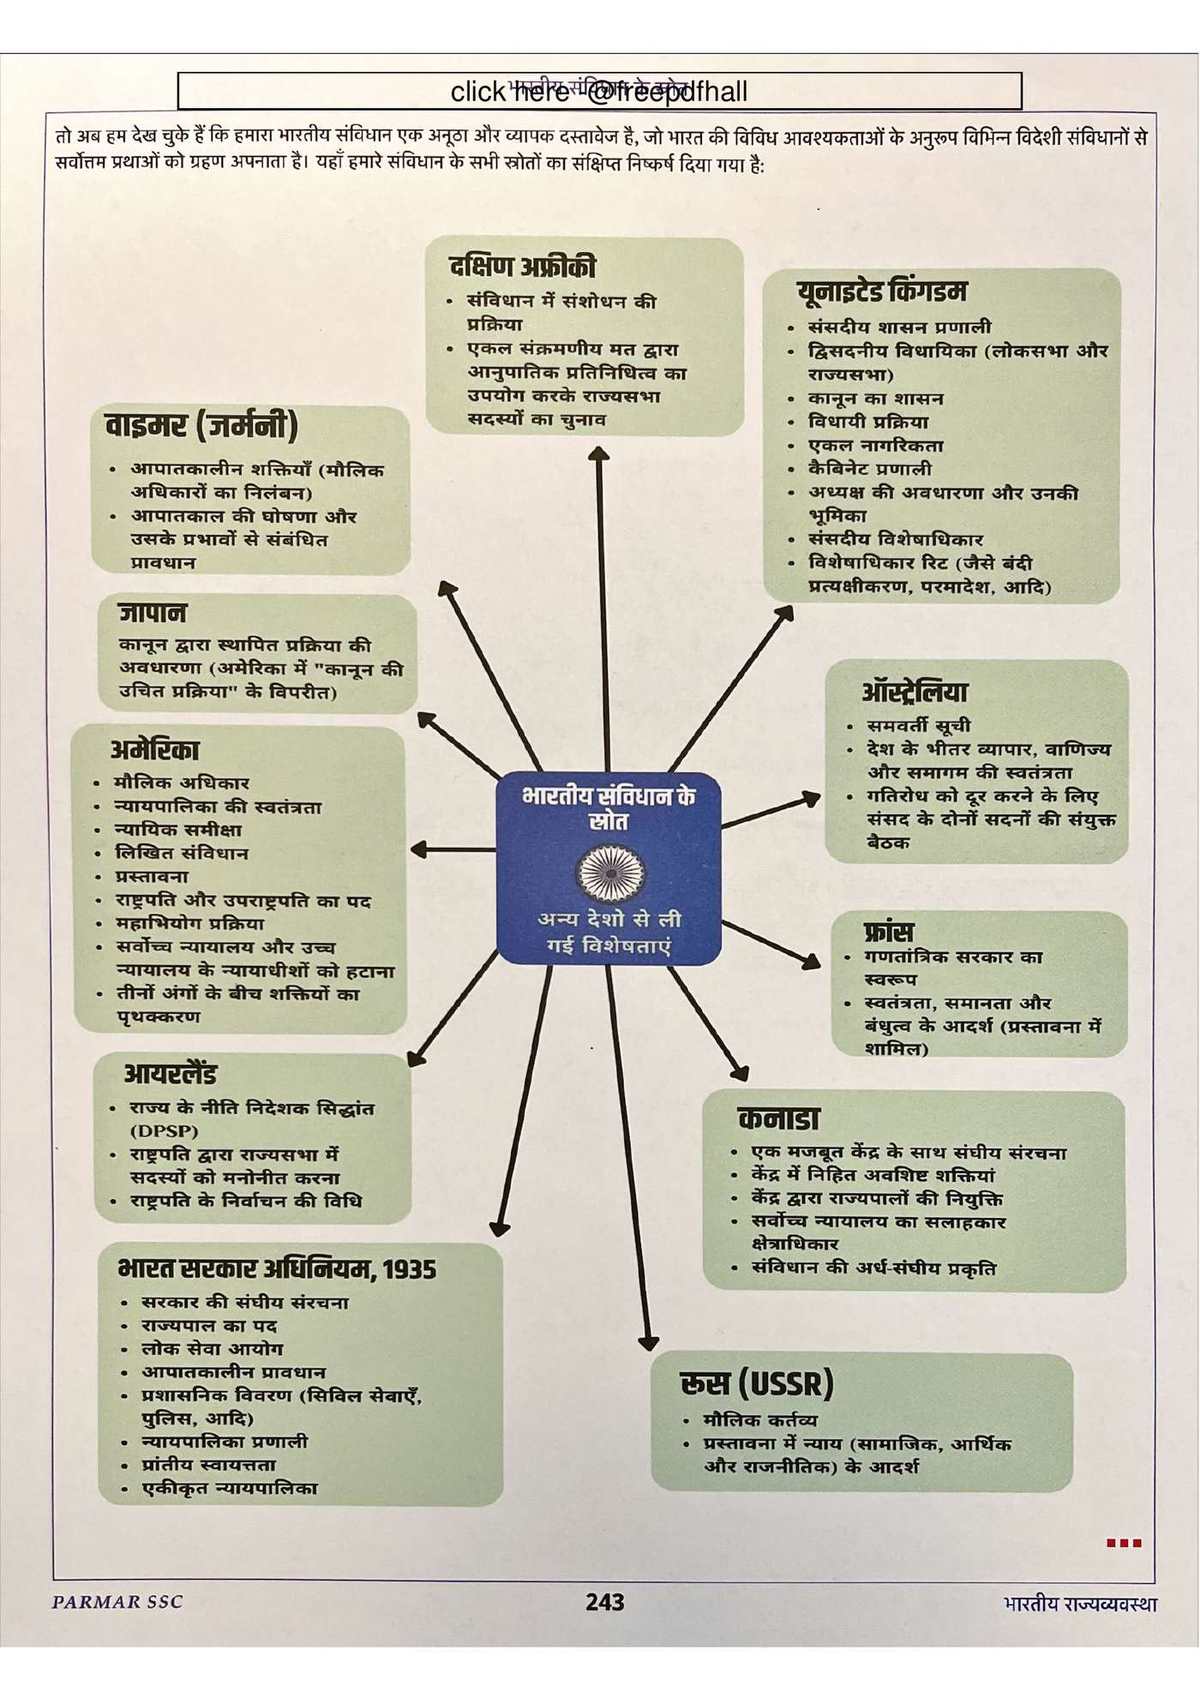 भारतीय संविधान के स्रोत
click here - @freepdfhall
तो अब हम देख चुके हैं कि हमारा भारतीय संविधान एक अनूठा और व्यापक दस्तावेज है, जो भारत की विविध आवश्यकताओं के अनुरूप विभिन्न विदेशी संविधानों से
सर्वोत्तम प्रथाओं को ग्रहण अपनाता है। यहाँ हमारे संविधान के सभी स्रोतों का संक्षिप्त निष्कर्ष दिया गया है:
दक्षिण अफ्रीकी
• संविधान में संशोधन की
प्रक्रिया
• एकल संक्रमणीय मत द्वारा
आनुपातिक प्रतिनिधित्व का
उपयोग करके राज्यसभा
सदस्यों का चुनाव
यूनाइटेड किंगडम
• संसदीय शासन प्रणाली
• द्विसदनीय विधायिका (लोकसभा और
राज्यसभा)
• कानून का शासन
• विधायी प्रक्रिया
• एकल नागरिकता
• कैबिनेट प्रणाली
• अध्यक्ष की अवधारणा और उनकी
भूमिका
• संसदीय विशेषाधिकार
• विशेषाधिकार रिट (जैसे बंदी
प्रत्यक्षीकरण, परमादेश, आदि)
वाइमर (जर्मनी)
• आपातकालीन शक्तियाँ (मौलिक
अधिकारों का निलंबन)
• आपातकाल की घोषणा और
उसके प्रभावों से संबंधित
प्रावधान
जापान
कानून द्वारा स्थापित प्रक्रिया की
अवधारणा (अमेरिका में "कानून की
उचित प्रक्रिया" के विपरीत)
ऑस्ट्रेलिया
• समवर्ती सूची
• देश के भीतर व्यापार, वाणिज्य
और समागम की स्वतंत्रता
• गतिरोध को दूर करने के लिए
संसद के दोनों सदनों की संयुक्त
बैठक
अमेरिका
• मौलिक अधिकार
• न्यायपालिका की स्वतंत्रता
• न्यायिक समीक्षा
• लिखित संविधान
• प्रस्तावना
• राष्ट्रपति और उपराष्ट्रपति का पद
• महाभियोग प्रक्रिया
• सर्वोच्च न्यायालय और उच्च
न्यायालय के न्यायाधीशों को हटाना
• तीनों अंगों के बीच शक्तियों का
पृथक्करण
भारतीय संविधान के
स्रोत
अन्य देशो से ली
गई विशेषताएं
फ्रांस
• गणतांत्रिक सरकार का
स्वरूप
• स्वतंत्रता, समानता और
बंधुत्व के आदर्श (प्रस्तावना में
शामिल)
आयरलैंड
• राज्य के नीति निदेशक सिद्धांत
(DPSP)
• राष्ट्रपति द्वारा राज्यसभा में
सदस्यों को मनोनीत करना
• राष्ट्रपति के निर्वाचन की विधि
कनाडा
• एक मजबूत केंद्र के साथ संघीय संरचना
• केंद्र में निहित अवशिष्ट शक्तियां
• केंद्र द्वारा राज्यपालों की नियुक्ति
• सर्वोच्च न्यायालय का सलाहकार
क्षेत्राधिकार
• संविधान की अर्ध-संघीय प्रकृति
भारत सरकार अधिनियम, 1935
• सरकार की संघीय संरचना
• राज्यपाल का पद
• लोक सेवा आयोग
• आपातकालीन प्रावधान
• प्रशासनिक विवरण (सिविल सेवाएँ,
पुलिस, आदि)
• न्यायपालिका प्रणाली
• प्रांतीय स्वायत्तता
• एकीकृत न्यायपालिका
रूस (USSR)
• मौलिक कर्तव्य
• प्रस्तावना में न्याय (सामाजिक, आर्थिक
और राजनीतिक) के आदर्श
PARMAR SSC
243
भारतीय राज्यव्यवस्था